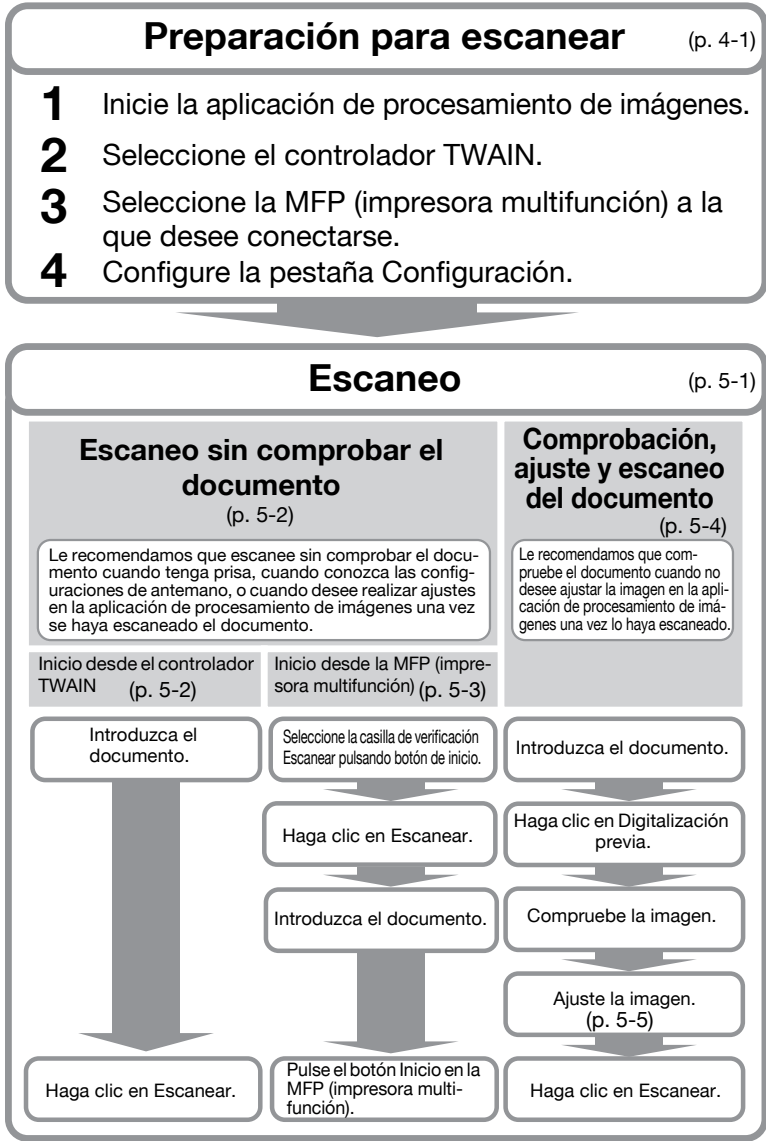 Preparación para escanear (p. 4-1)
1 Inicie la aplicación de procesamiento de imágenes.
2 Seleccione el controlador TWAIN.
3 Seleccione la MFP (impresora multifunción) a la
que desee conectarse.
4 Configure la pestaña Configuración.
Escaneo (p. 5-1)
Escaneo sin comprobar el
documento
(p. 5-2)
Le recomendamos que escanee sin comprobar el docu-
mento cuando tenga prisa, cuando conozca las config-
uraciones de antemano, o cuando desee realizar ajustes
en la aplicación de procesamiento de imágenes una vez
se haya escaneado el documento.
Inicio desde el controlador
TWAIN (p. 5-2)
Introduzca el
documento.
Haga clic en Escanear.
Inicio desde la MFP (impre-
sora multifunción) (p. 5-3)
Seleccione la casilla de verificación
Escanear pulsando botón de inicio.
Haga clic en Escanear.
Introduzca el documento.
Pulse el botón Inicio en la
MFP (impresora multi-
función).
Comprobación,
ajuste y escaneo
del documento
(p. 5-4)
Le recomendamos que com-
pruebe el documento cuando no
desee ajustar la imagen en la apli-
cación de procesamiento de imá-
genes una vez lo haya escaneado.
Introduzca el documento.
Haga clic en Digitalización
previa.
Compruebe la imagen.
Ajuste la imagen.
(p. 5-5)
Haga clic en Escanear.